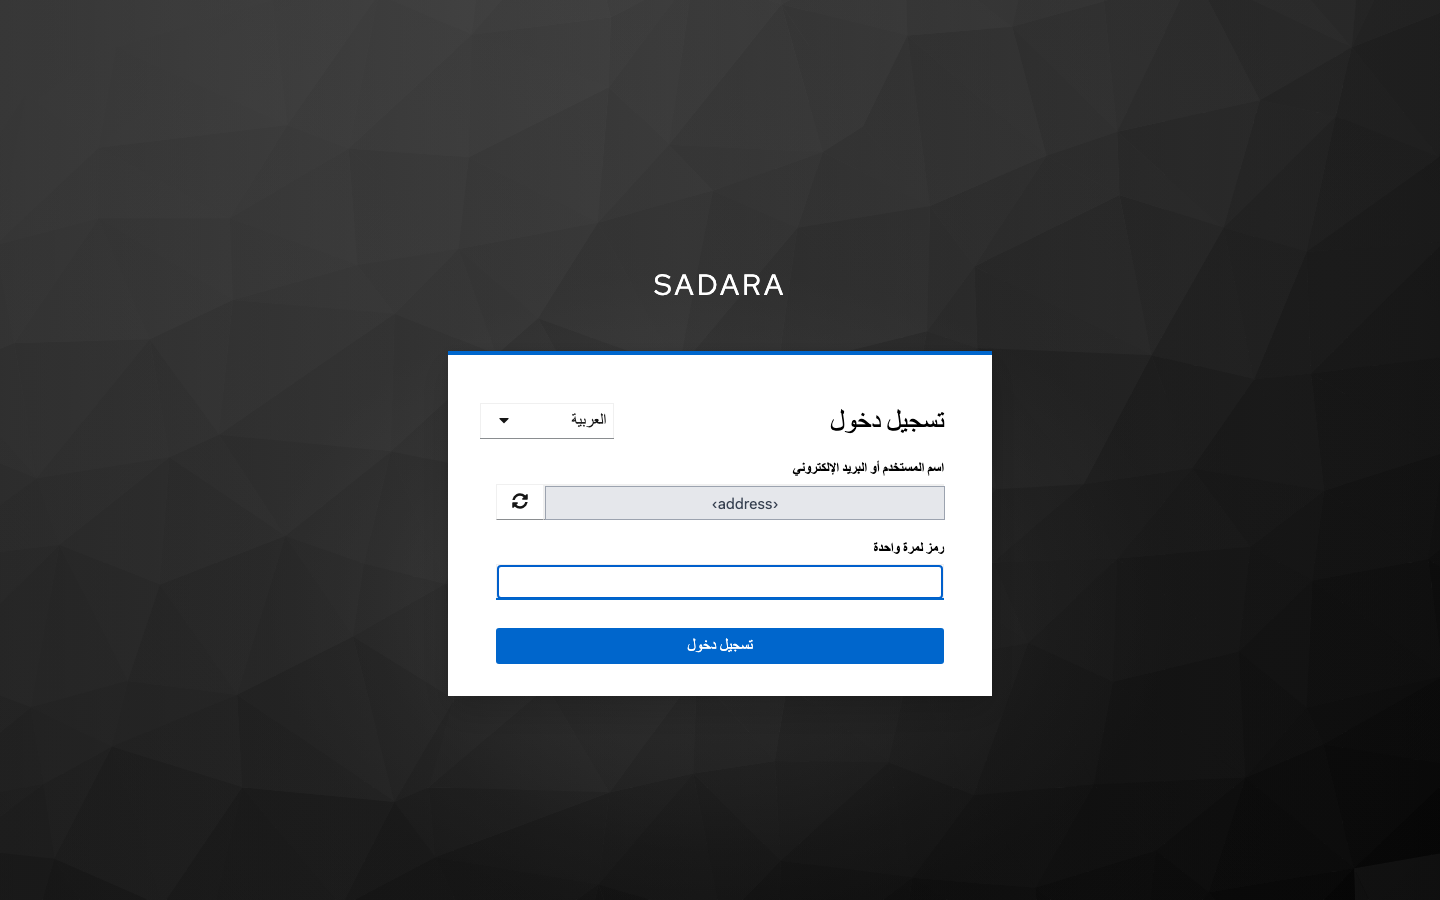 SADARA
تسجيل دخول
العربية
اسم المستخدم أو البريد الإلكتروني
‹address›
رمز لمرة واحدة
تسجيل دخول